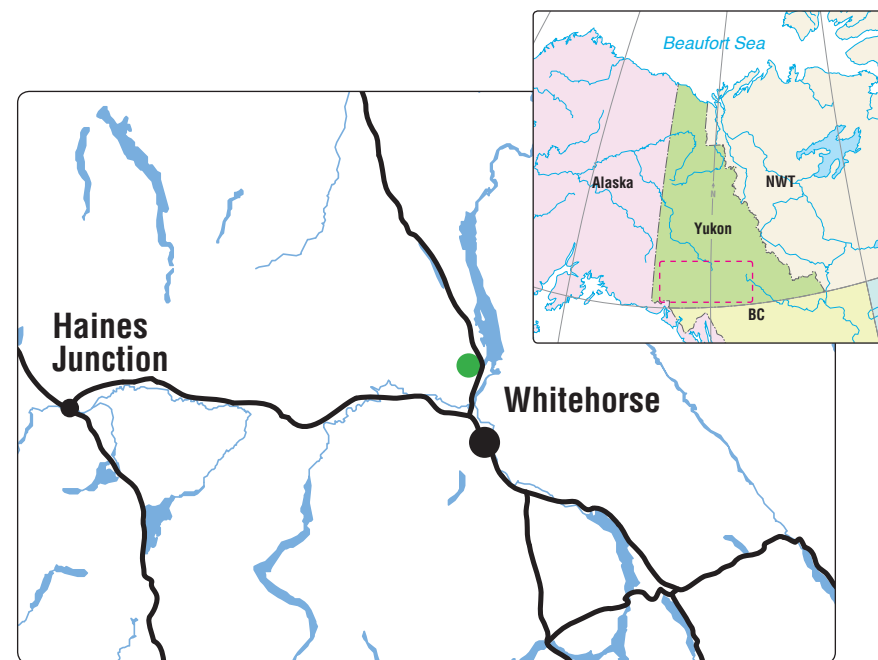 Beaufort Sea
Alaska
NWT
N
Yukon
BC
Haines
Junction
Whitehorse